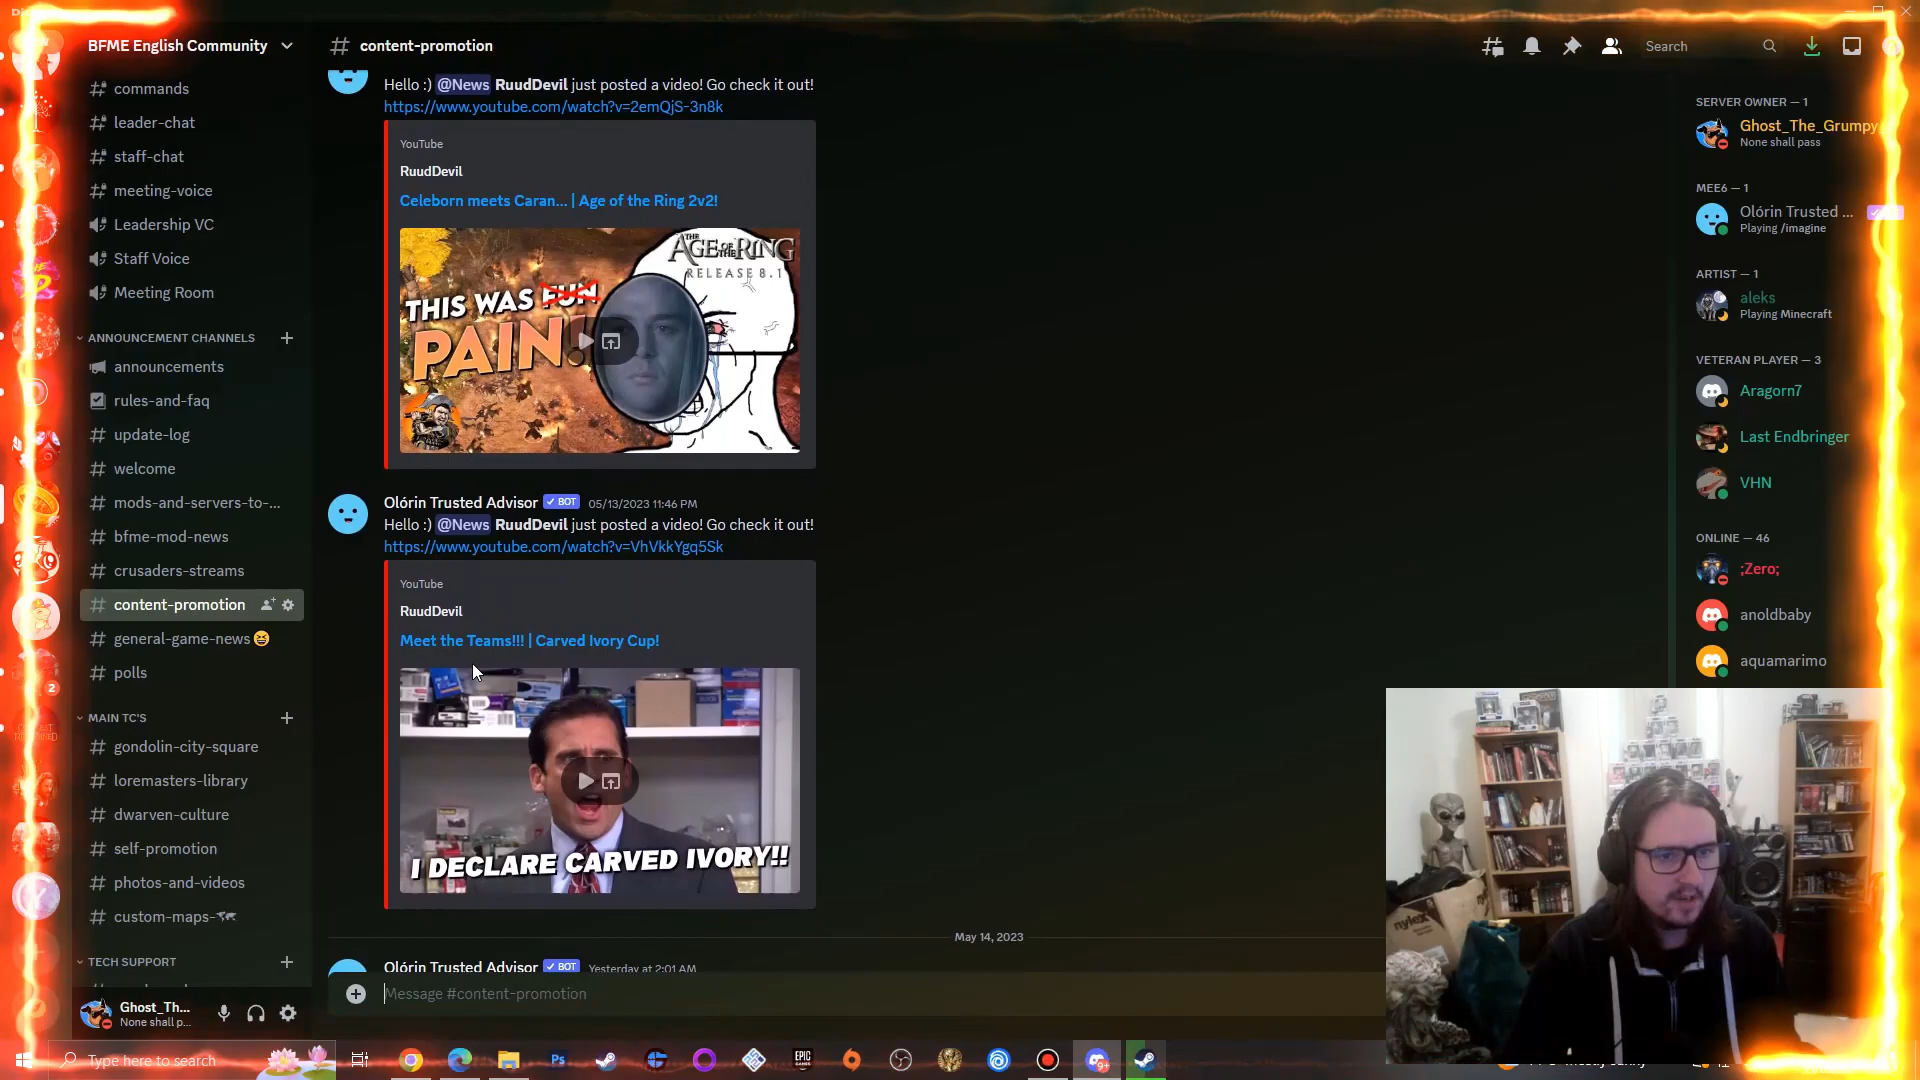 BFME English Community
commands
leader-chat
staff-chat
meeting-voice
Leadership VC
Staff Voice
Meeting Room
ANNOUNCEMENT CHANNELS
announcements
rules-and-faq
update-log
welcome
mods-and-servers-to-...
bfme-mod-news
crusaders-streams
content-promotion
general-game-news
polls
MAIN TC'S
gondolin-city-square
loremasters-library
dwarven-culture
self-promotion
photos-and-videos
custom-maps-
TECH SUPPORT
Ghost_Th...
None shall p...
content-promotion
Search
Hello :) @News RuudDevil just posted a video! Go check it out!
https://www.youtube.com/watch?v=2emQjS-3n8k
YouTube
RuudDevil
Celeborn meets Caran... | Age of the Ring 2v2!
THE
AGE OF THE RING
RELEASE 8.1
THIS WAS FUN
PAIN!
Olórin Trusted Advisor BOT 05/13/2023 11:46 PM
Hello :) @News RuudDevil just posted a video! Go check it out!
https://www.youtube.com/watch?v=VhVkkYgq5Sk
YouTube
RuudDevil
Meet the Teams!!! | Carved Ivory Cup!
I DECLARE CARVED IVORY!!
May 14, 2023
Olórin Trusted Advisor BOT Yesterday at 2:01 AM
Message #content-promotion
SERVER OWNER — 1
Ghost_The_Grumpy
None shall pass
MEE6 — 1
Olórin Trusted ...
Playing /imagine
ARTIST — 1
aleks
Playing Minecraft
VETERAN PLAYER — 3
Aragorn7
Last Endbringer
VHN
ONLINE — 46
;Zero;
anoldbaby
aquamarimo
nylex
2
Type here to search
Ps
EPIC
9+